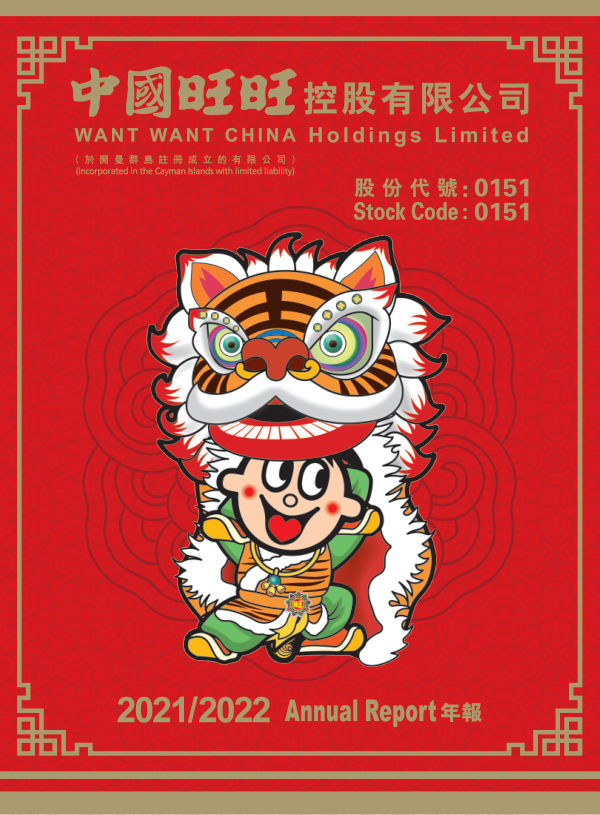 中國旺旺控股有限公司
WANT WANT CHINA Holdings Limited
(於開曼群島註冊成立的有限公司)
(Incorporated in the Cayman Islands with limited liability)
股份代號:0151
Stock Code:0151
旺
2021/2022 Annual Report 年報